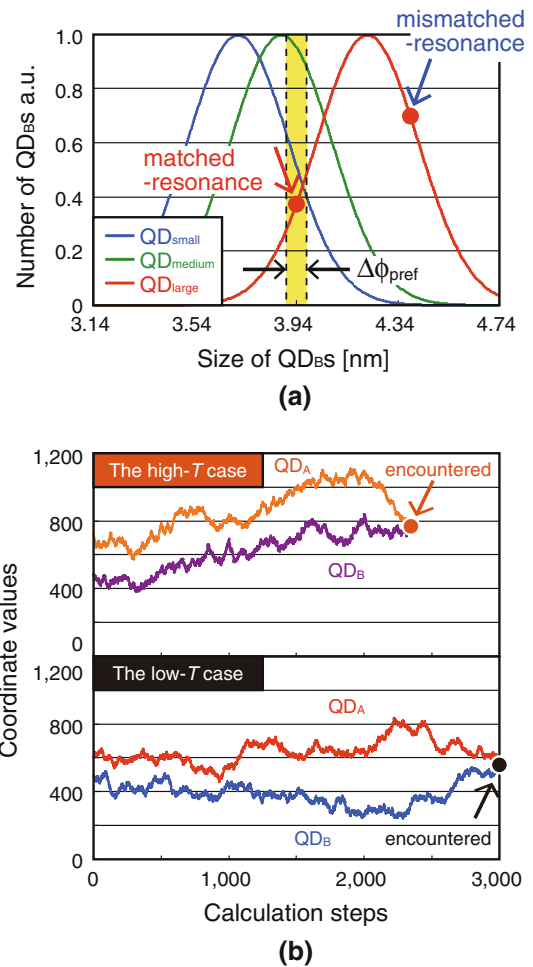 mismatched
-resonance
1.0
0.8
0.6
0.4
0.2
0
Number of QDBs a.u.
matched
-resonance
QDsmall
QDmedium
QDlarge
Δϕpref
3.14 3.54 3.94 4.34 4.74
Size of QDBs [nm]
(a)
1,200
800
400
0
The high-T case
QDA
encountered
QDB
Coordinate values
1,200
800
400
0
The low-T case
QDA
QDB
encountered
0 1,000 2,000 3,000
Calculation steps
(b)